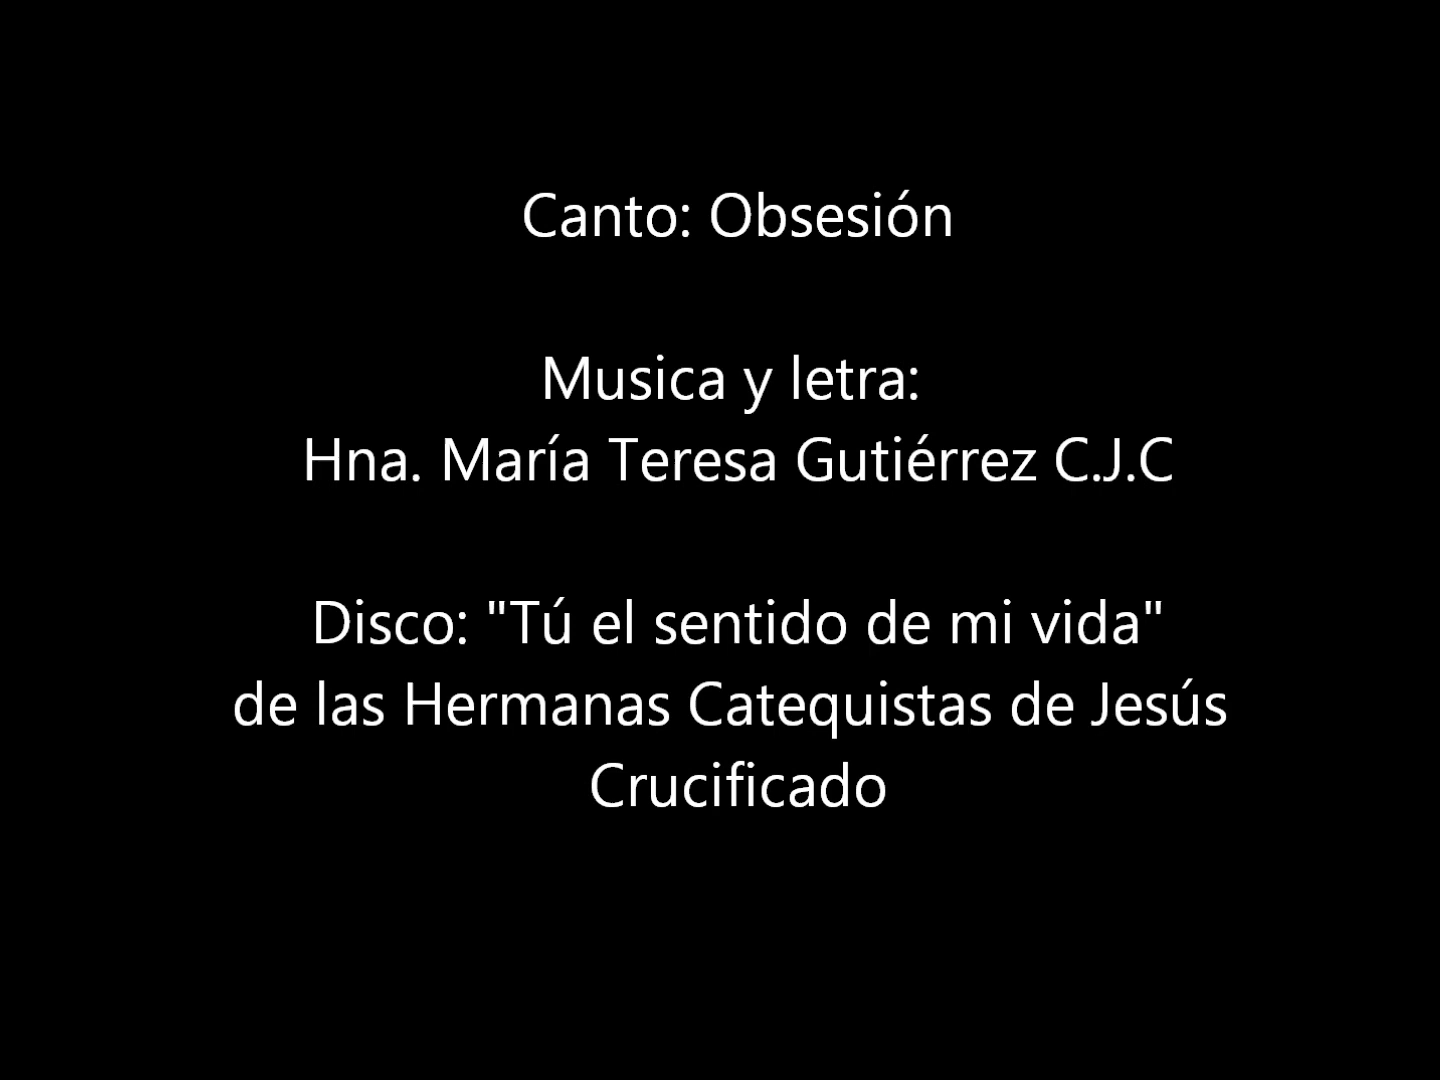 Canto: Obsesión
Musica y letra:
Hna. María Teresa Gutiérrez C.J.C
Disco: "Tú el sentido de mi vida"
de las Hermanas Catequistas de Jesús
Crucificado